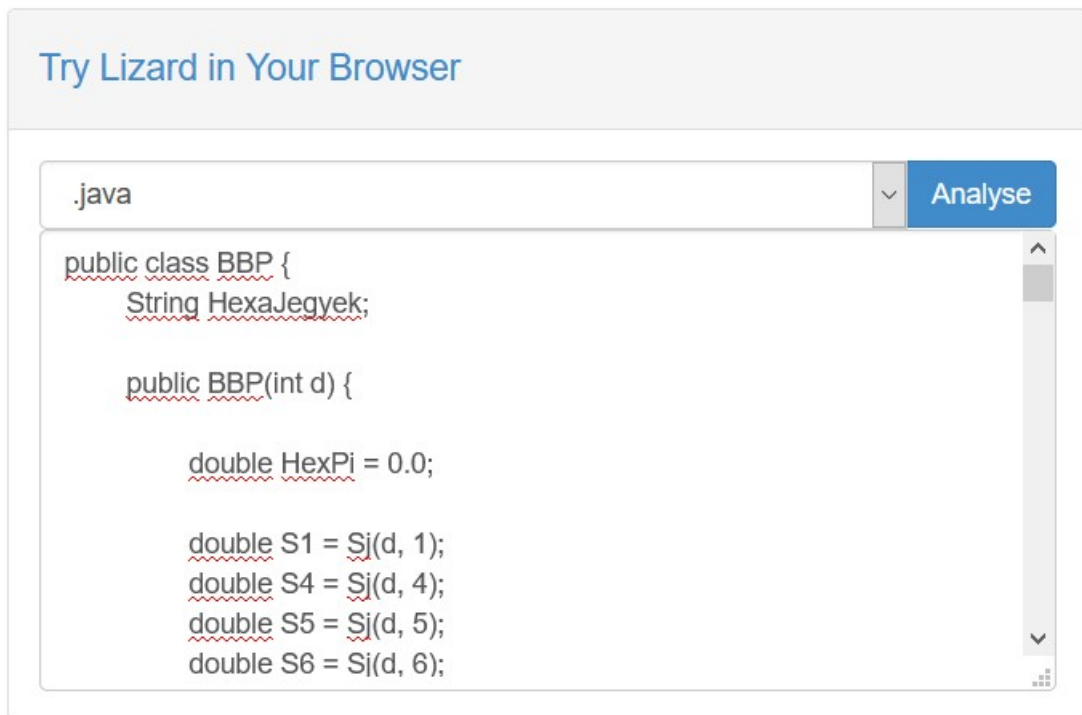 Try Lizard in Your Browser
.java
Analyse
public class BBP {
String HexaJegyek;
public BBP(int d) {
double HexPi = 0.0;
double S1 = Sj(d, 1);
double S4 = Sj(d, 4);
double S5 = Sj(d, 5);
double S6 = Sj(d, 6);